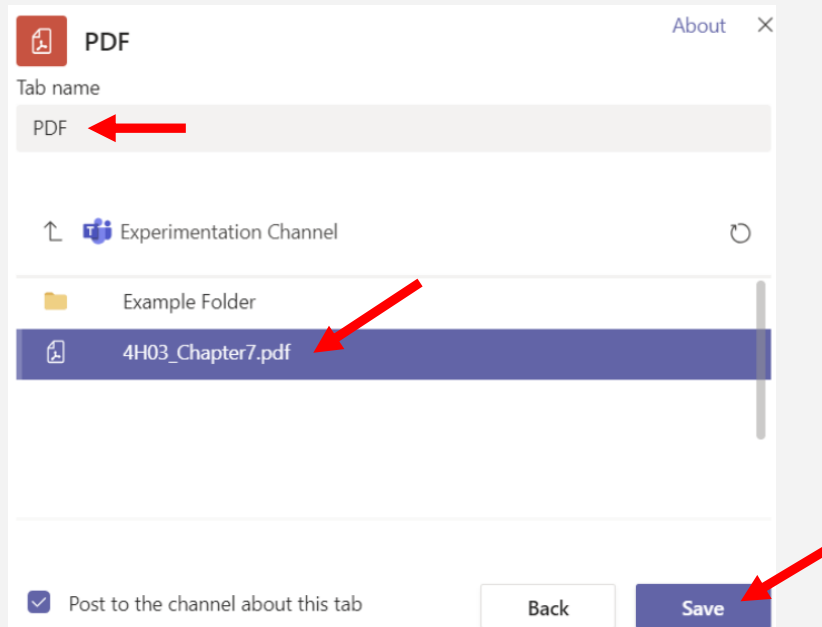 PDF
About
Tab name
PDF
Experimentation Channel
Example Folder
4H03_Chapter7.pdf
Post to the channel about this tab
Back
Save